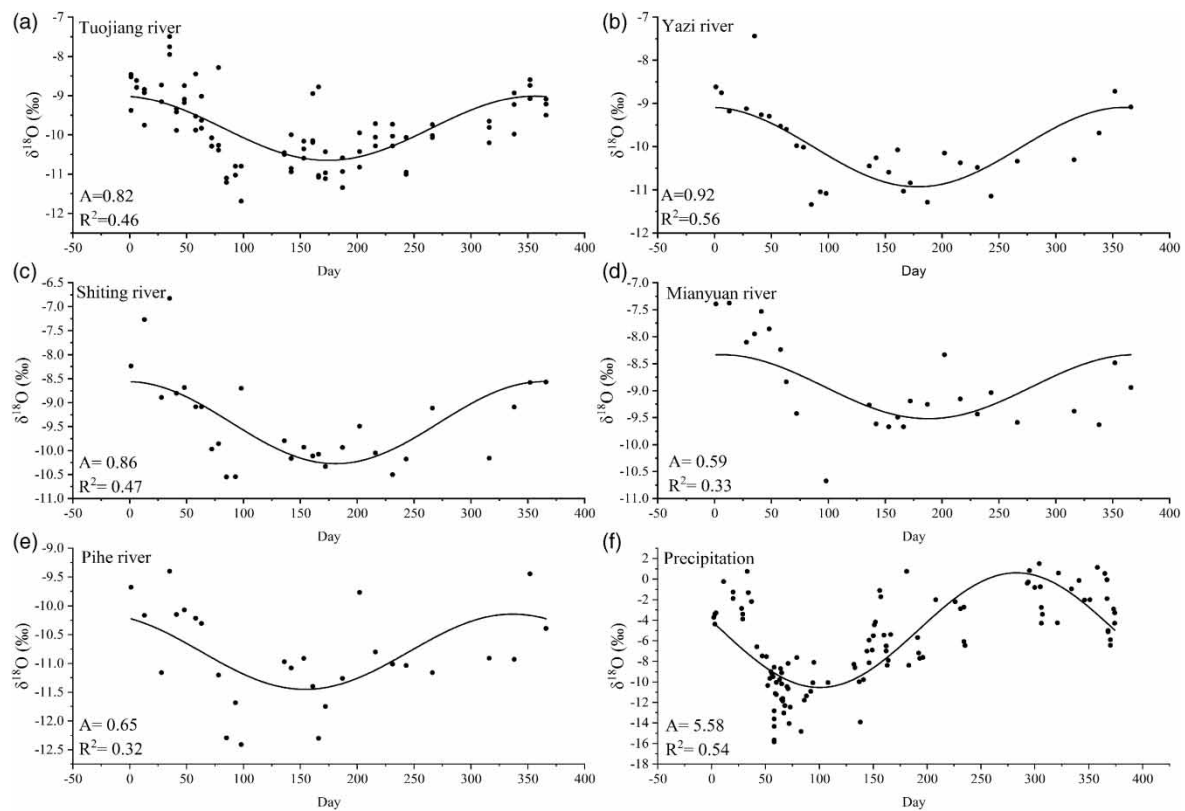 (a)
Tuojiang river
-7
-8
-9
-10
-11
-12
δ¹⁸O (‰)
A=0.82
R²=0.46
-50 0 50 100 150 200 250 300 350 400
Day
(b)
Yazi river
-7
-8
-9
-10
-11
-12
δ¹⁸O (‰)
A=0.92
R²=0.56
-50 0 50 100 150 200 250 300 350 400
Day
(c)
Shiting river
-6.5
-7.0
-7.5
-8.0
-8.5
-9.0
-9.5
-10.0
-10.5
-11.0
δ¹⁸O (‰)
A= 0.86
R²=0.47
-50 0 50 100 150 200 250 300 350 400
Day
(d)
Mianyuan river
-7.0
-7.5
-8.0
-8.5
-9.0
-9.5
-10.0
-10.5
-11.0
δ¹⁸O (‰)
A= 0.59
R²=0.33
-50 0 50 100 150 200 250 300 350 400
Day
(e)
Pihe river
-9.0
-9.5
-10.0
-10.5
-11.0
-11.5
-12.0
-12.5
δ¹⁸O (‰)
A= 0.65
R²=0.32
-50 0 50 100 150 200 250 300 350 400
Day
(f)
Precipitation
2
0
-2
-4
-6
-8
-10
-12
-14
-16
-18
δ¹⁸O (‰)
A= 5.58
R²= 0.54
-50 0 50 100 150 200 250 300 350 400
Day